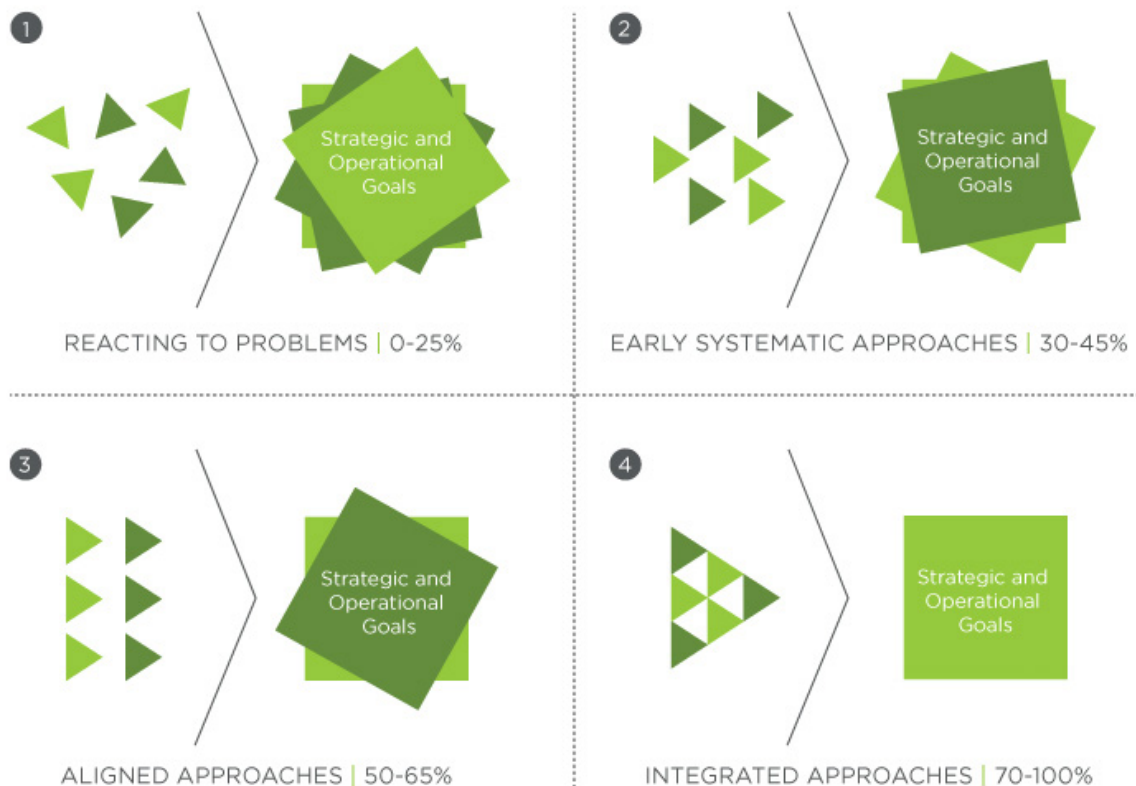 1
Strategic and
Operational
Goals
REACTING TO PROBLEMS | 0-25%
2
Strategic and
Operational
Goals
EARLY SYSTEMATIC APPROACHES | 30-45%
3
Strategic and
Operational
Goals
ALIGNED APPROACHES | 50-65%
4
Strategic and
Operational
Goals
INTEGRATED APPROACHES | 70-100%